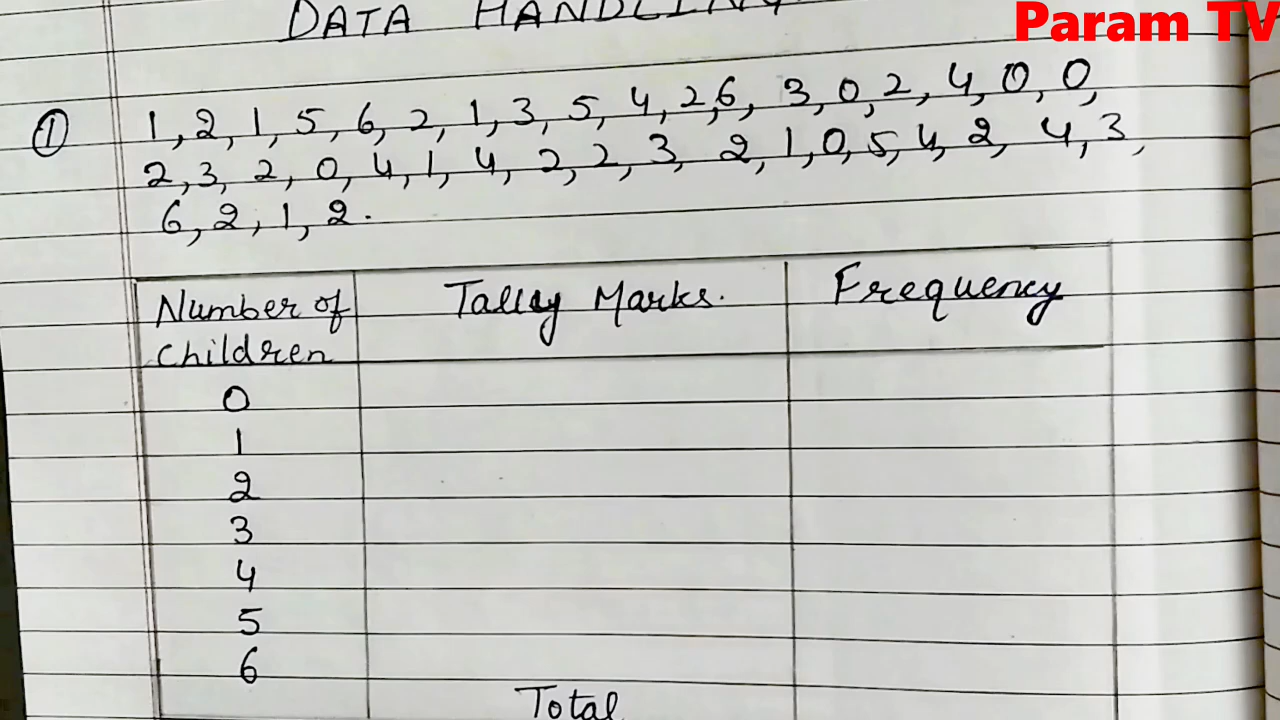 DATA HANDLING
Param TV
① 1, 2, 1, 5, 6, 2, 1, 3, 5, 4, 2, 6, 3, 0, 2, 4, 0, 0,
2, 3, 2, 0, 4, 1, 4, 2, 2, 3, 2, 1, 0, 5, 4, 2, 4, 3,
6, 2, 1, 2.
Number of children Tally Marks. Frequency
0
1
2
3
4
5
6
Total